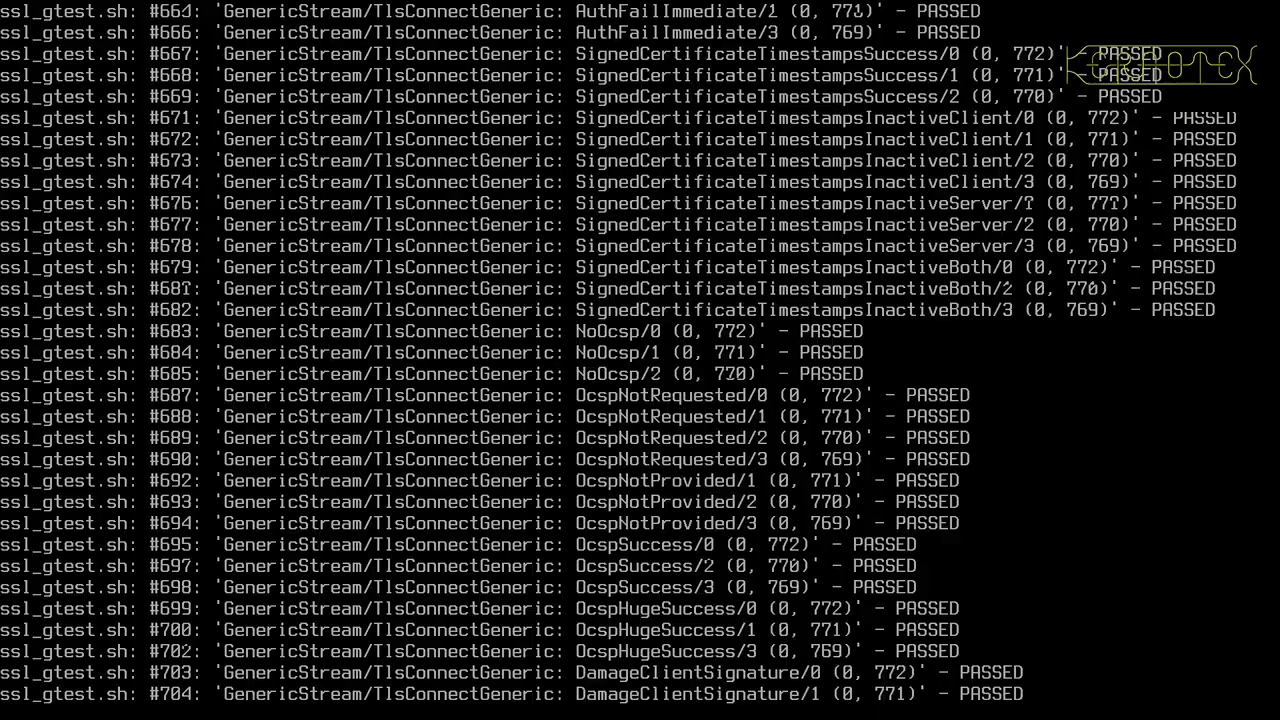 ssl_gtest.sh: #664: 'GenericStream/TlsConnectGeneric: AuthFailImmediate/1 (0, 771)' - PASSED
ssl_gtest.sh: #666: 'GenericStream/TlsConnectGeneric: AuthFailImmediate/3 (0, 769)' - PASSED
ssl_gtest.sh: #667: 'GenericStream/TlsConnectGeneric: SignedCertificateTimestampsSuccess/0 (0, 772)' - PASSED
ssl_gtest.sh: #668: 'GenericStream/TlsConnectGeneric: SignedCertificateTimestampsSuccess/1 (0, 771)' - PASSED
ssl_gtest.sh: #669: 'GenericStream/TlsConnectGeneric: SignedCertificateTimestampsSuccess/2 (0, 770)' - PASSED
ssl_gtest.sh: #671: 'GenericStream/TlsConnectGeneric: SignedCertificateTimestampsInactiveClient/0 (0, 772)' - PASSED
ssl_gtest.sh: #672: 'GenericStream/TlsConnectGeneric: SignedCertificateTimestampsInactiveClient/1 (0, 771)' - PASSED
ssl_gtest.sh: #673: 'GenericStream/TlsConnectGeneric: SignedCertificateTimestampsInactiveClient/2 (0, 770)' - PASSED
ssl_gtest.sh: #674: 'GenericStream/TlsConnectGeneric: SignedCertificateTimestampsInactiveClient/3 (0, 769)' - PASSED
ssl_gtest.sh: #676: 'GenericStream/TlsConnectGeneric: SignedCertificateTimestampsInactiveServer/1 (0, 771)' - PASSED
ssl_gtest.sh: #677: 'GenericStream/TlsConnectGeneric: SignedCertificateTimestampsInactiveServer/2 (0, 770)' - PASSED
ssl_gtest.sh: #678: 'GenericStream/TlsConnectGeneric: SignedCertificateTimestampsInactiveServer/3 (0, 769)' - PASSED
ssl_gtest.sh: #679: 'GenericStream/TlsConnectGeneric: SignedCertificateTimestampsInactiveBoth/0 (0, 772)' - PASSED
ssl_gtest.sh: #681: 'GenericStream/TlsConnectGeneric: SignedCertificateTimestampsInactiveBoth/2 (0, 770)' - PASSED
ssl_gtest.sh: #682: 'GenericStream/TlsConnectGeneric: SignedCertificateTimestampsInactiveBoth/3 (0, 769)' - PASSED
ssl_gtest.sh: #683: 'GenericStream/TlsConnectGeneric: NoOcsp/0 (0, 772)' - PASSED
ssl_gtest.sh: #684: 'GenericStream/TlsConnectGeneric: NoOcsp/1 (0, 771)' - PASSED
ssl_gtest.sh: #685: 'GenericStream/TlsConnectGeneric: NoOcsp/2 (0, 770)' - PASSED
ssl_gtest.sh: #687: 'GenericStream/TlsConnectGeneric: OcspNotRequested/0 (0, 772)' - PASSED
ssl_gtest.sh: #688: 'GenericStream/TlsConnectGeneric: OcspNotRequested/1 (0, 771)' - PASSED
ssl_gtest.sh: #689: 'GenericStream/TlsConnectGeneric: OcspNotRequested/2 (0, 770)' - PASSED
ssl_gtest.sh: #690: 'GenericStream/TlsConnectGeneric: OcspNotRequested/3 (0, 769)' - PASSED
ssl_gtest.sh: #692: 'GenericStream/TlsConnectGeneric: OcspNotProvided/1 (0, 771)' - PASSED
ssl_gtest.sh: #693: 'GenericStream/TlsConnectGeneric: OcspNotProvided/2 (0, 770)' - PASSED
ssl_gtest.sh: #694: 'GenericStream/TlsConnectGeneric: OcspNotProvided/3 (0, 769)' - PASSED
ssl_gtest.sh: #695: 'GenericStream/TlsConnectGeneric: OcspSuccess/0 (0, 772)' - PASSED
ssl_gtest.sh: #697: 'GenericStream/TlsConnectGeneric: OcspSuccess/2 (0, 770)' - PASSED
ssl_gtest.sh: #698: 'GenericStream/TlsConnectGeneric: OcspSuccess/3 (0, 769)' - PASSED
ssl_gtest.sh: #699: 'GenericStream/TlsConnectGeneric: OcspHugeSuccess/0 (0, 772)' - PASSED
ssl_gtest.sh: #700: 'GenericStream/TlsConnectGeneric: OcspHugeSuccess/1 (0, 771)' - PASSED
ssl_gtest.sh: #702: 'GenericStream/TlsConnectGeneric: OcspHugeSuccess/3 (0, 769)' - PASSED
ssl_gtest.sh: #703: 'GenericStream/TlsConnectGeneric: DamageClientSignature/0 (0, 772)' - PASSED
ssl_gtest.sh: #704: 'GenericStream/TlsConnectGeneric: DamageClientSignature/1 (0, 771)' - PASSED